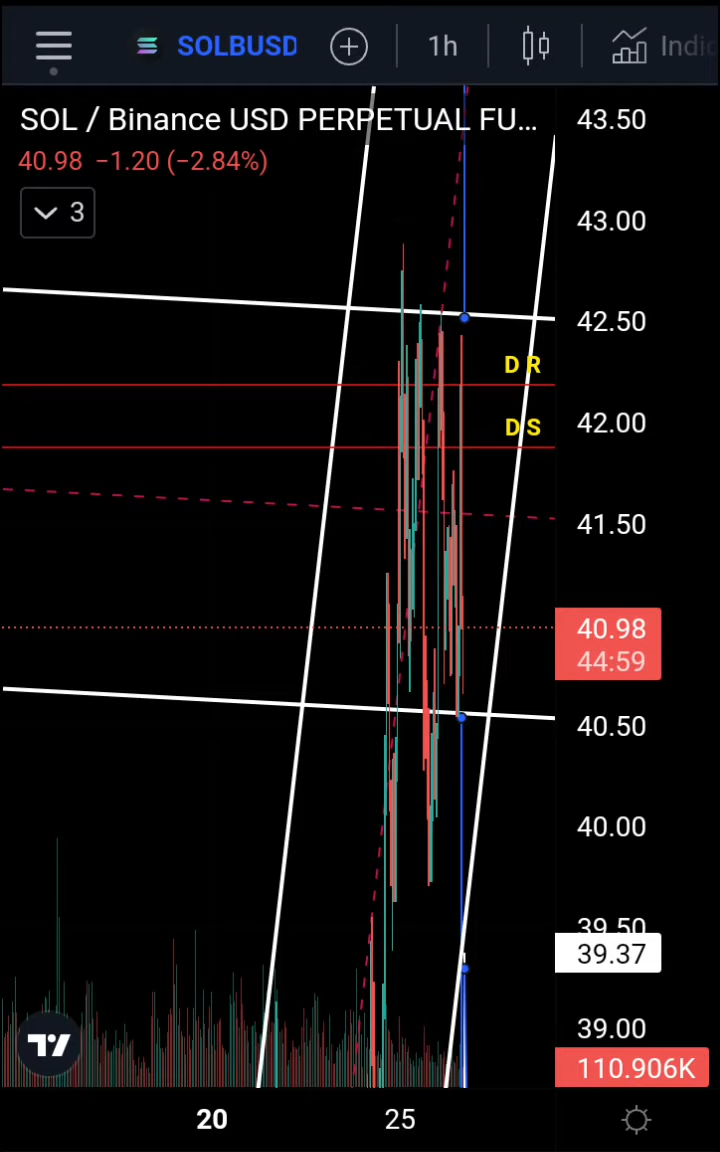 SOLBUSD
1h
Indic
SOL / Binance USD PERPETUAL FU...
40.98 −1.20 (−2.84%)
3
43.50
43.00
42.50
D R
42.00
D S
41.50
40.98
44:59
40.50
40.00
39.50
39.37
39.00
110.906K
20
25